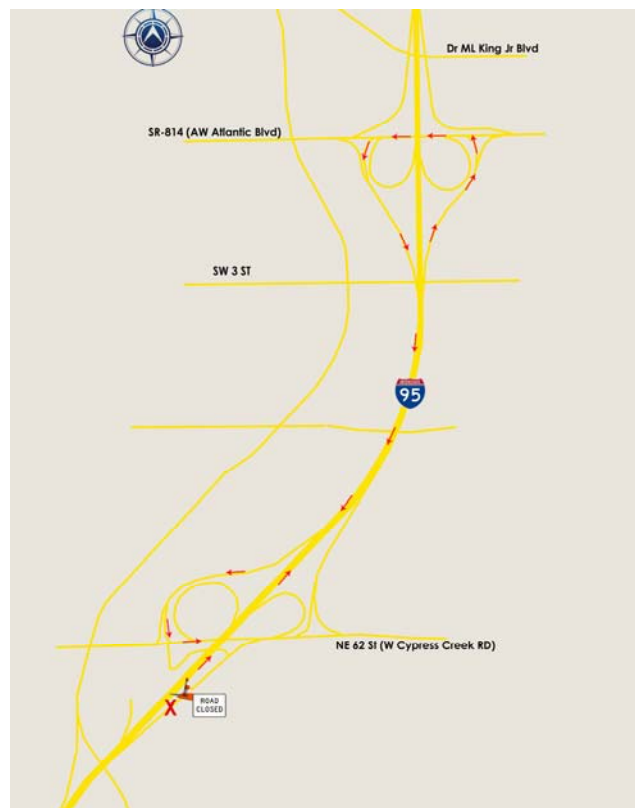 Dr ML King Jr Blvd
SR-814 (AW Atlantic Blvd)
SW 3 ST
95
NE 62 St (W Cypress Creek RD)
ROAD
CLOSED
X